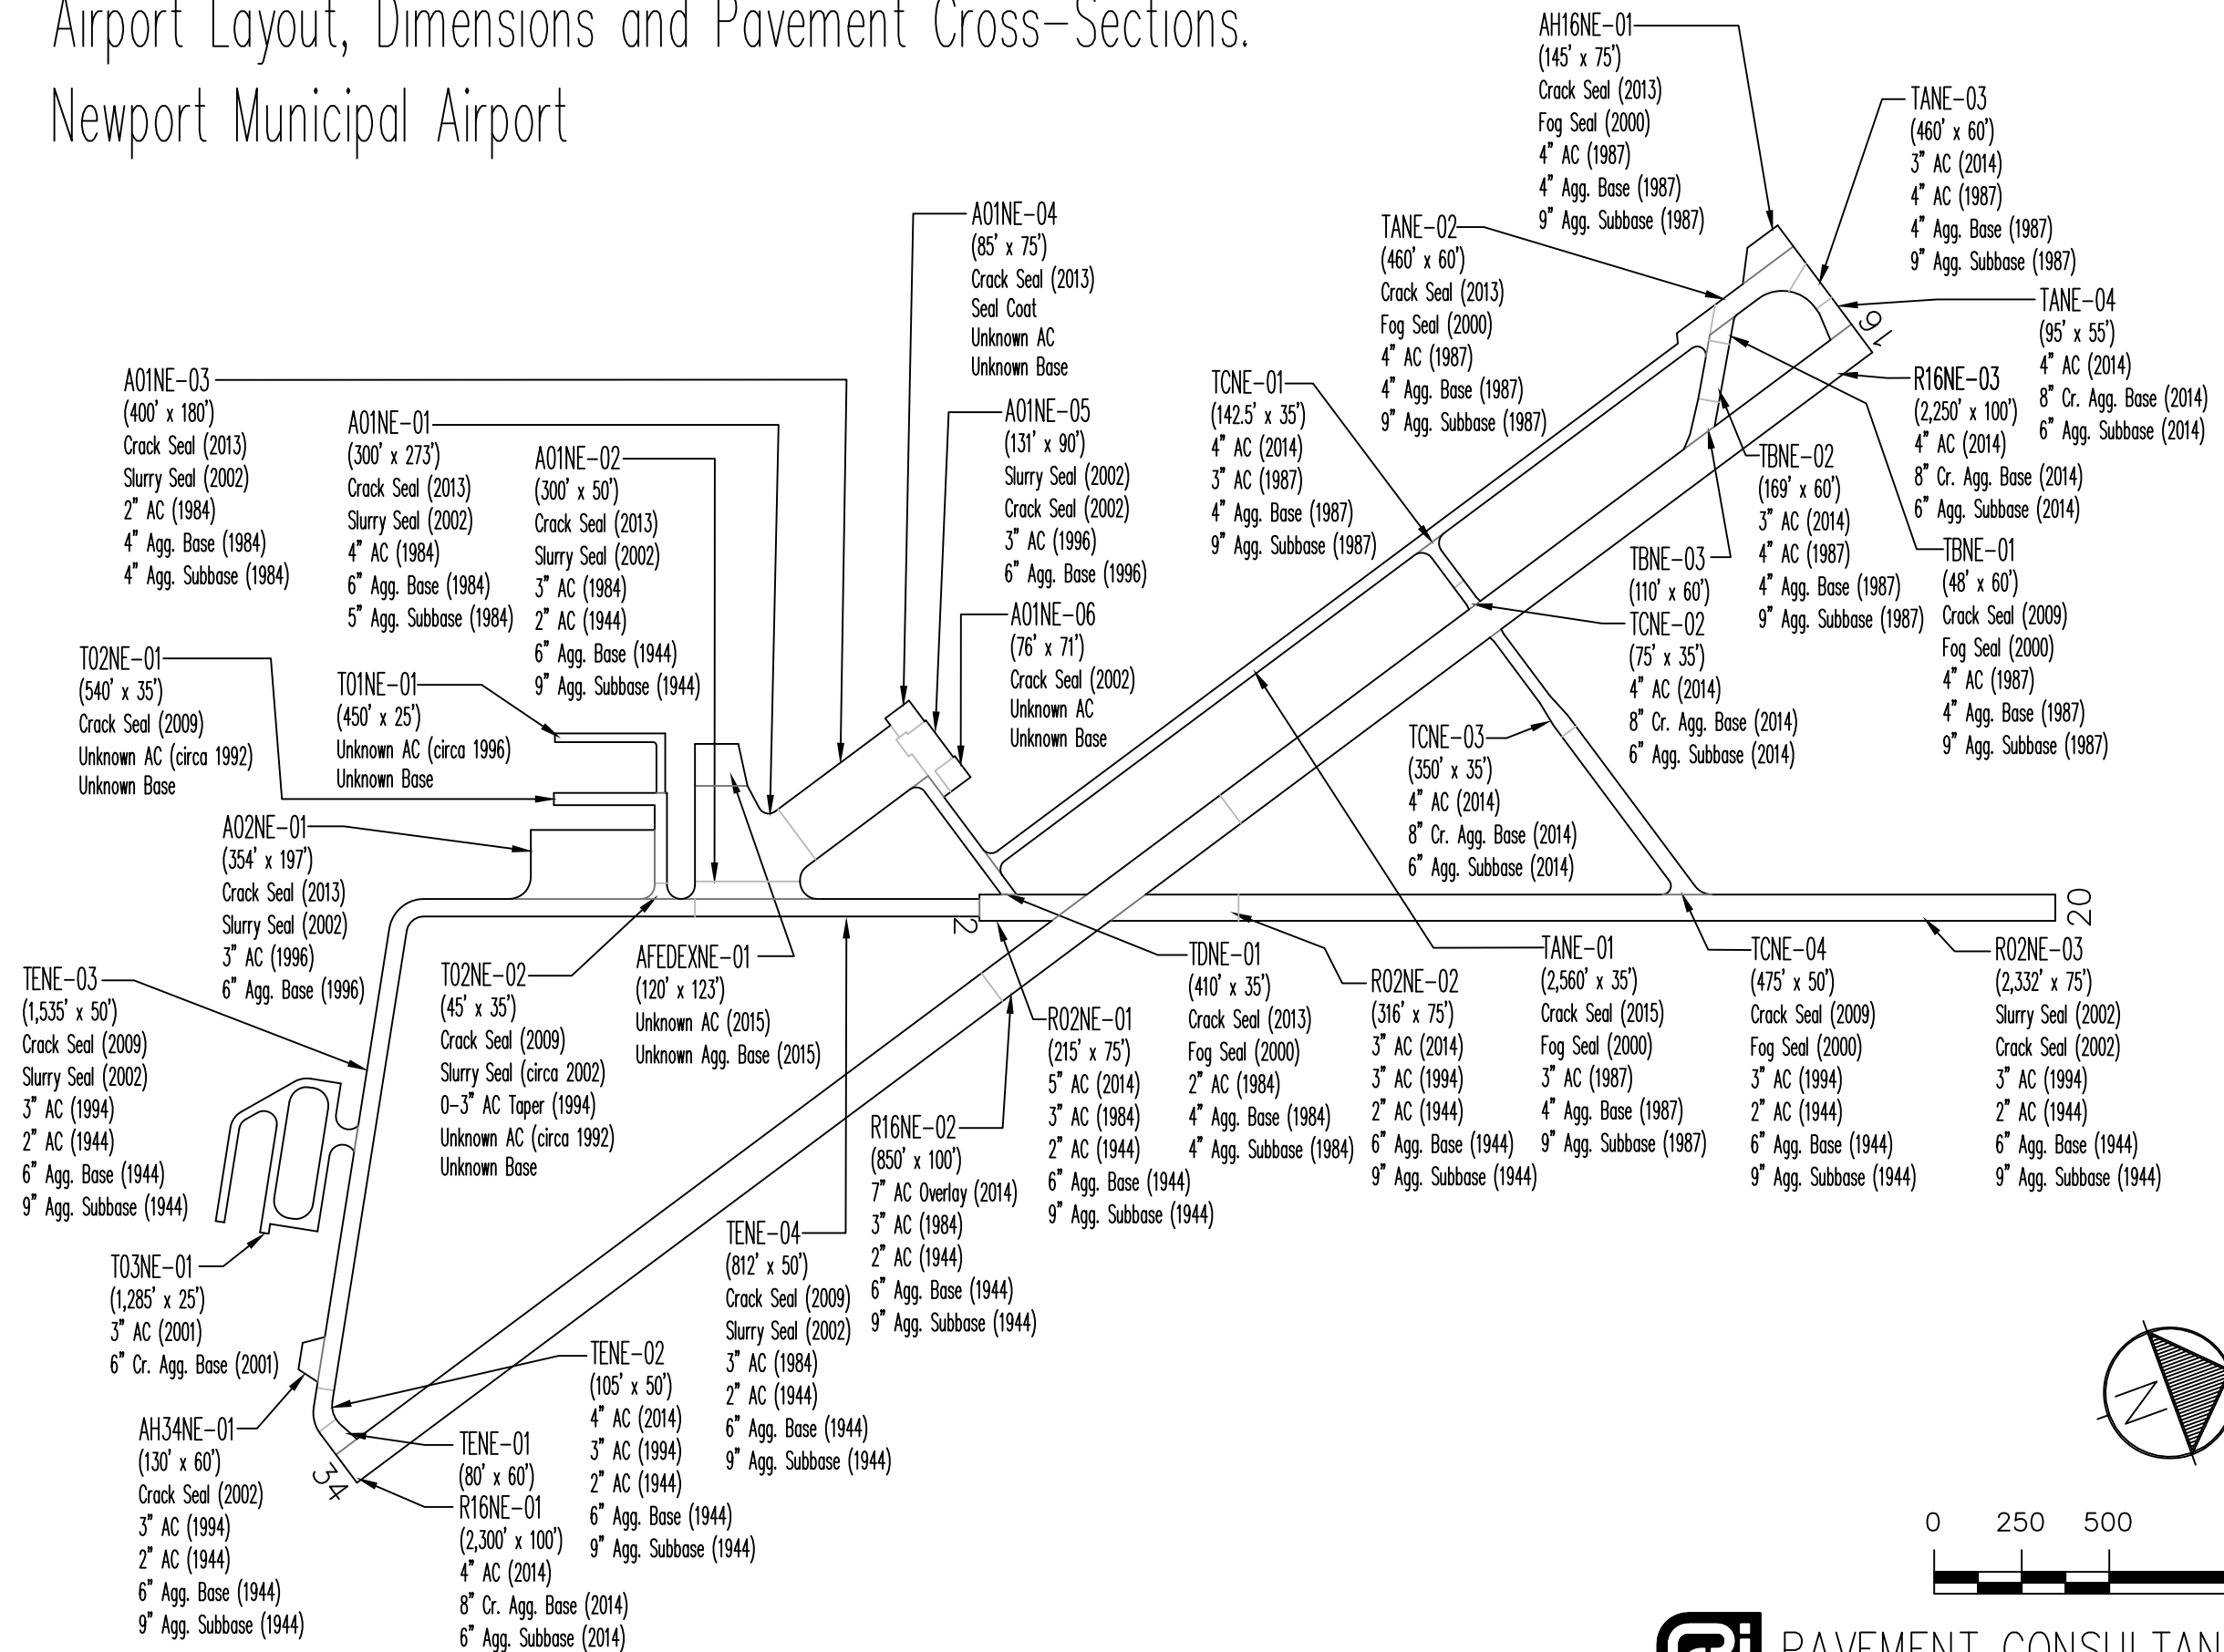 Airport Layout, Dimensions and Pavement Cross-Sections.
Newport Municipal Airport
AH16NE-01
(145' x 75')
Crack Seal (2013)
Fog Seal (2000)
4" AC (1987)
4" Agg. Base (1987)
9" Agg. Subbase (1987)
TANE-03
(460' x 60')
3" AC (2014)
4" AC (1987)
4" Agg. Base (1987)
9" Agg. Subbase (1987)
A01NE-04
(85' x 75')
Crack Seal (2013)
Seal Coat
Unknown AC
Unknown Base
TANE-02
(460' x 60')
Crack Seal (2013)
Fog Seal (2000)
4" AC (1987)
4" Agg. Base (1987)
9" Agg. Subbase (1987)
TANE-04
(95' x 55')
4" AC (2014)
8" Cr. Agg. Base (2014)
6" Agg. Subbase (2014)
16
R16NE-03
(2,250' x 100')
4" AC (2014)
8" Cr. Agg. Base (2014)
6" Agg. Subbase (2014)
A01NE-03
(400' x 180')
Crack Seal (2013)
Slurry Seal (2002)
2" AC (1984)
4" Agg. Base (1984)
4" Agg. Subbase (1984)
A01NE-01
(300' x 273')
Crack Seal (2013)
Slurry Seal (2002)
4" AC (1984)
6" Agg. Base (1984)
5" Agg. Subbase (1984)
A01NE-02
(300' x 50')
Crack Seal (2013)
Slurry Seal (2002)
3" AC (1984)
2" AC (1944)
6" Agg. Base (1944)
9" Agg. Subbase (1944)
A01NE-05
(131' x 90')
Slurry Seal (2002)
Crack Seal (2002)
3" AC (1996)
6" Agg. Base (1996)
TCNE-01
(142.5' x 35')
4" AC (2014)
3" AC (1987)
4" Agg. Base (1987)
9" Agg. Subbase (1987)
TBNE-02
(169' x 60')
3" AC (2014)
4" AC (1987)
4" Agg. Base (1987)
9" Agg. Subbase (1987)
TBNE-01
(48' x 60')
Crack Seal (2009)
Fog Seal (2000)
4" AC (1987)
4" Agg. Base (1987)
9" Agg. Subbase (1987)
TBNE-03
(110' x 60')
TCNE-02
(75' x 35')
4" AC (2014)
8" Cr. Agg. Base (2014)
6" Agg. Subbase (2014)
A01NE-06
(76' x 71')
Crack Seal (2002)
Unknown AC
Unknown Base
T02NE-01
(540' x 35')
Crack Seal (2009)
Unknown AC (circa 1992)
Unknown Base
T01NE-01
(450' x 25')
Unknown AC (circa 1996)
Unknown Base
TCNE-03
(350' x 35')
4" AC (2014)
8" Cr. Agg. Base (2014)
6" Agg. Subbase (2014)
A02NE-01
(354' x 197')
Crack Seal (2013)
Slurry Seal (2002)
3" AC (1996)
6" Agg. Base (1996)
2
20
TENE-03
(1,535' x 50')
Crack Seal (2009)
Slurry Seal (2002)
3" AC (1994)
2" AC (1944)
6" Agg. Base (1944)
9" Agg. Subbase (1944)
T02NE-02
(45' x 35')
Crack Seal (2009)
Slurry Seal (circa 2002)
0-3" AC Taper (1994)
Unknown AC (circa 1992)
Unknown Base
AFEDEXNE-01
(120' x 123')
Unknown AC (2015)
Unknown Agg. Base (2015)
R16NE-02
(850' x 100')
7" AC Overlay (2014)
3" AC (1984)
2" AC (1944)
6" Agg. Base (1944)
9" Agg. Subbase (1944)
R02NE-01
(215' x 75')
5" AC (2014)
3" AC (1984)
2" AC (1944)
6" Agg. Base (1944)
9" Agg. Subbase (1944)
TDNE-01
(410' x 35')
Crack Seal (2013)
Fog Seal (2000)
2" AC (1984)
4" Agg. Base (1984)
4" Agg. Subbase (1984)
R02NE-02
(316' x 75')
3" AC (2014)
3" AC (1994)
2" AC (1944)
6" Agg. Base (1944)
9" Agg. Subbase (1944)
TANE-01
(2,560' x 35')
Crack Seal (2015)
Fog Seal (2000)
3" AC (1987)
4" Agg. Base (1987)
9" Agg. Subbase (1987)
TCNE-04
(475' x 50')
Crack Seal (2009)
Fog Seal (2000)
3" AC (1994)
2" AC (1944)
6" Agg. Base (1944)
9" Agg. Subbase (1944)
R02NE-03
(2,332' x 75')
Slurry Seal (2002)
Crack Seal (2002)
3" AC (1994)
2" AC (1944)
6" Agg. Base (1944)
9" Agg. Subbase (1944)
T03NE-01
(1,285' x 25')
3" AC (2001)
6" Cr. Agg. Base (2001)
TENE-04
(812' x 50')
Crack Seal (2009)
Slurry Seal (2002)
3" AC (1984)
2" AC (1944)
6" Agg. Base (1944)
9" Agg. Subbase (1944)
TENE-02
(105' x 50')
4" AC (2014)
3" AC (1994)
2" AC (1944)
6" Agg. Base (1944)
9" Agg. Subbase (1944)
AH34NE-01
(130' x 60')
Crack Seal (2002)
3" AC (1994)
2" AC (1944)
6" Agg. Base (1944)
9" Agg. Subbase (1944)
34
TENE-01
(80' x 60')
R16NE-01
(2,300' x 100')
4" AC (2014)
8" Cr. Agg. Base (2014)
6" Agg. Subbase (2014)
N
0 250 500
PAVEMENT CONSULTAN